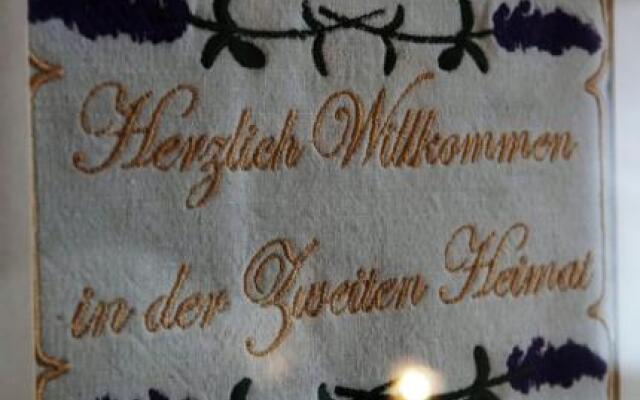 Herzlich Willkommen
in der Zweiten Heimat